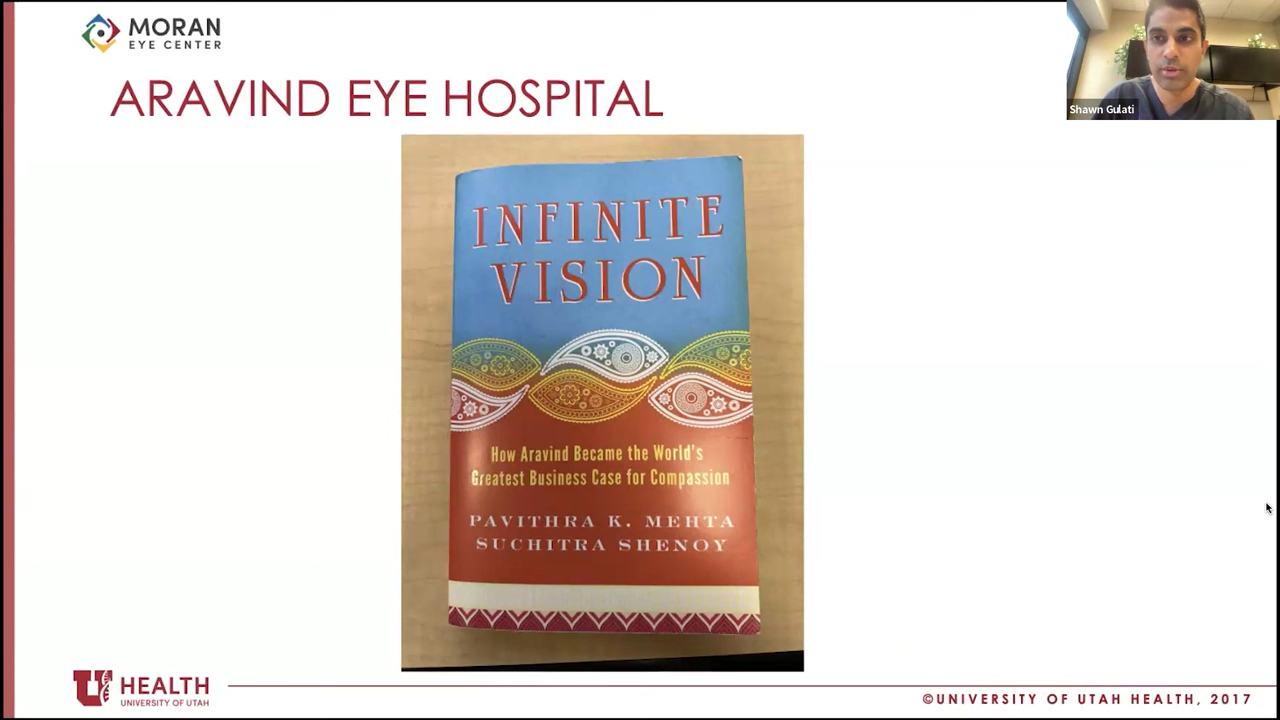 MORAN
EYE CENTER
ARAVIND EYE HOSPITAL
Shawn Gulati
INFINITE
VISION
How Aravind Became the World's
Greatest Business Case for Compassion
PAVITHRA K. MEHTA
SUCHITRA SHENOY
U HEALTH
UNIVERSITY OF UTAH
©UNIVERSITY OF UTAH HEALTH, 2017